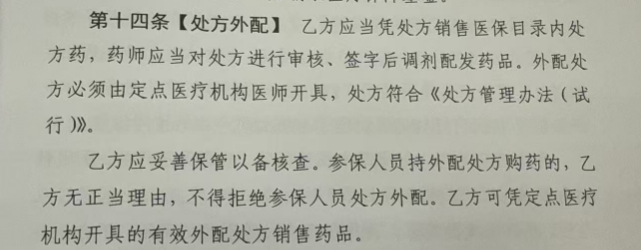 第十四条【处方外配】 乙方应当凭处方销售医保目录内处
方药，药师应当对处方进行审核、签字后调剂配发药品。外配处
方必须由定点医疗机构医师开具，处方符合《处方管理办法（试
行）》。
乙方应妥善保管以备核查。参保人员持外配处方购药的，乙
方无正当理由，不得拒绝参保人员处方外配。乙方可凭定点医疗
机构开具的有效外配处方销售药品。